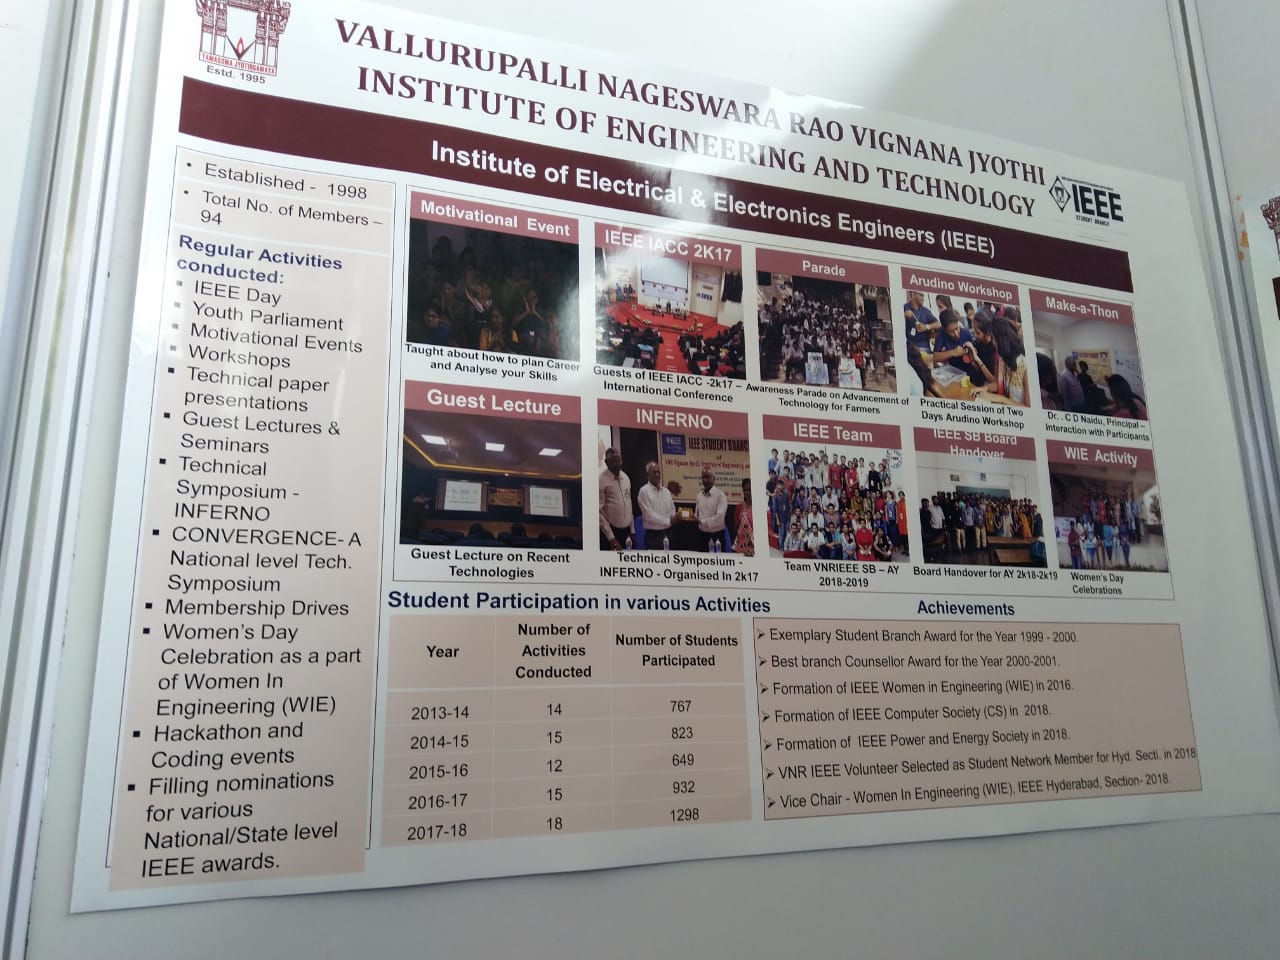 TAMASOMA JYOTIRGAMAYA
Estd. 1995
VALLURUPALLI NAGESWARA RAO VIGNANA JYOTHI
INSTITUTE OF ENGINEERING AND TECHNOLOGY
IEEE
STUDENT BRANCH
Institute of Electrical & Electronics Engineers (IEEE)
• Established - 1998
• Total No. of Members –
94
Regular Activities
conducted:
▪ IEEE Day
▪ Youth Parliament
▪ Motivational Events
▪ Workshops
▪ Technical paper
presentations
▪ Guest Lectures &
Seminars
▪ Technical
Symposium -
INFERNO
▪ CONVERGENCE- A
National level Tech.
Symposium
▪ Membership Drives
▪ Women's Day
Celebration as a part
of Women In
Engineering (WIE)
▪ Hackathon and
Coding events
▪ Filling nominations
for various
National/State level
IEEE awards.
Motivational Event
Taught about how to plan Career
and Analyse your Skills
IEEE IACC 2K17
Guests of IEEE IACC -2k17 –
International Conference
Parade
Awareness Parade on Advancement of
Technology for Farmers
Arudino Workshop
Practical Session of Two
Days Arudino Workshop
Make-a-Thon
Dr. . C D Naidu, Principal –
Interaction with Participants
Guest Lecture
Guest Lecture on Recent
Technologies
INFERNO
IEEE STUDENT BRANCH
of
Technical Symposium -
INFERNO - Organised In 2k17
IEEE Team
Team VNRIEEE SB – AY
2018-2019
IEEE SB Board
Handover
Board Handover for AY 2k18-2k19
WIE Activity
Women's Day
Celebrations
Student Participation in various Activities
Year Number of Activities Conducted Number of Students Participated
2013-14 14 767
2014-15 15 823
2015-16 12 649
2016-17 15 932
2017-18 18 1298
Achievements
➢ Exemplary Student Branch Award for the Year 1999 - 2000.
➢ Best branch Counsellor Award for the Year 2000-2001.
➢ Formation of IEEE Women in Engineering (WIE) in 2016.
➢ Formation of IEEE Computer Society (CS) in 2018.
➢ Formation of IEEE Power and Energy Society in 2018.
➢ VNR IEEE Volunteer Selected as Student Network Member for Hyd. Secti. in 2018
➢ Vice Chair - Women In Engineering (WIE), IEEE Hyderabad, Section- 2018.